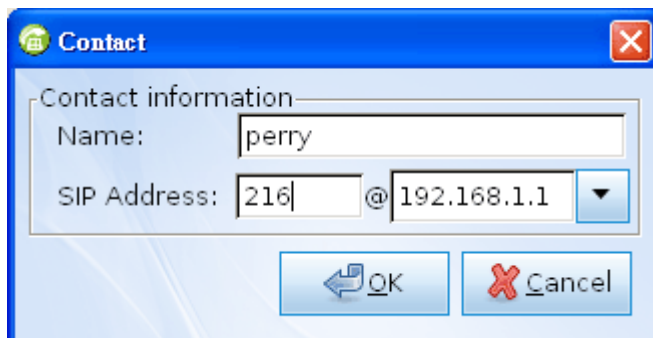 Contact
Contact information
Name: perry
SIP Address: 216 @ 192.168.1.1
OK Cancel